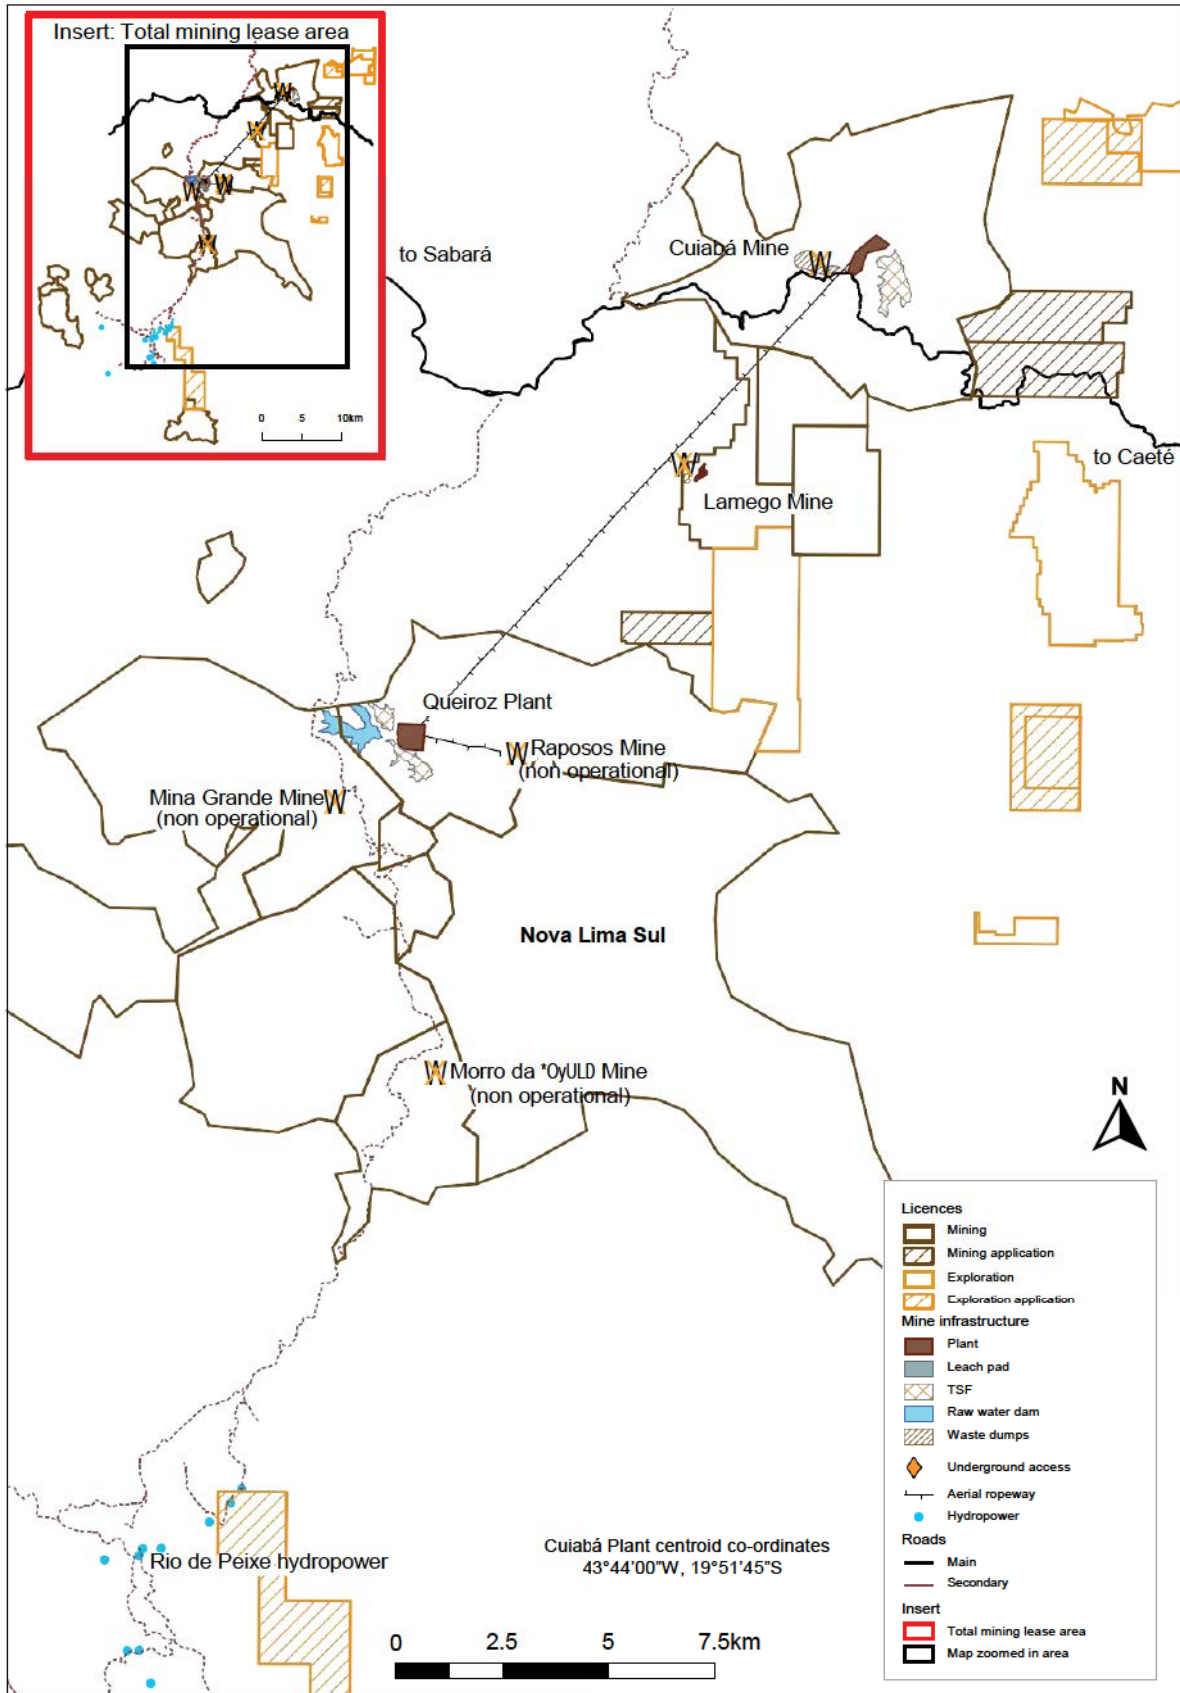 Insert: Total mining lease area
0 5 10km
to Sabará
Cuiabá Mine
to Caeté
Lamego Mine
Queiroz Plant
Raposos Mine
(non operational)
Mina Grande Mine
(non operational)
Nova Lima Sul
Morro da *OyULD Mine
(non operational)
N
Licences
Mining
Mining application
Exploration
Exploration application
Mine infrastructure
Plant
Leach pad
TSF
Raw water dam
Waste dumps
Underground access
Aerial ropeway
Hydropower
Roads
Main
Secondary
Insert
Total mining lease area
Map zoomed in area
Rio de Peixe hydropower
Cuiabá Plant centroid co-ordinates
43°44'00"W, 19°51'45"S
0 2.5 5 7.5km